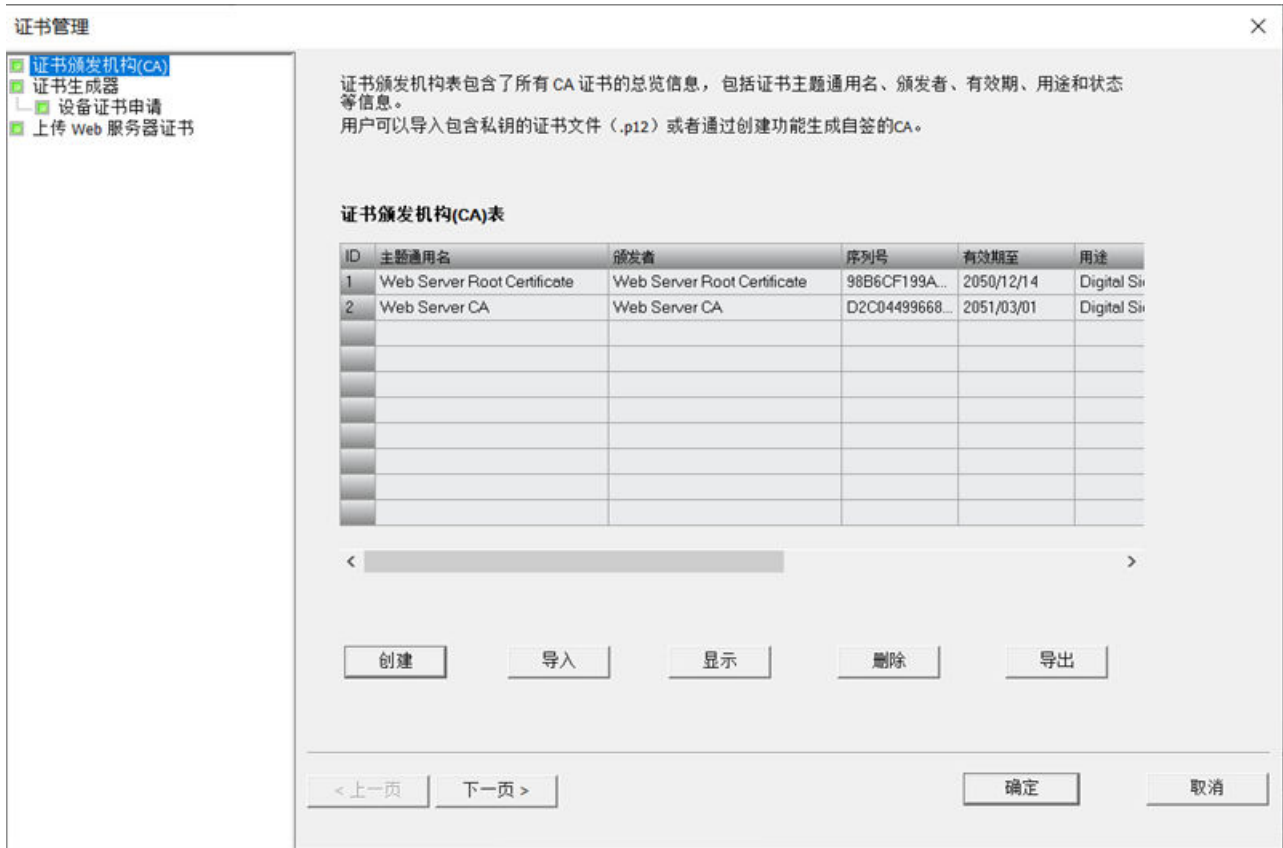 证书管理
证书颁发机构(CA)
证书生成器
设备证书申请
上传 Web 服务器证书
证书颁发机构表包含了所有 CA 证书的总览信息，包括证书主题通用名、颁发者、有效期、用途和状态
等信息。
用户可以导入包含私钥的证书文件（.p12）或者通过创建功能生成自签的CA。
证书颁发机构(CA)表
ID 主题通用名 颁发者 序列号 有效期至 用途
1 Web Server Root Certificate Web Server Root Certificate 98B6CF199A... 2050/12/14 Digital Si
2 Web Server CA Web Server CA D2C04499668... 2051/03/01 Digital Si
创建 导入 显示 删除 导出
< 上一页 下一页 > 确定 取消